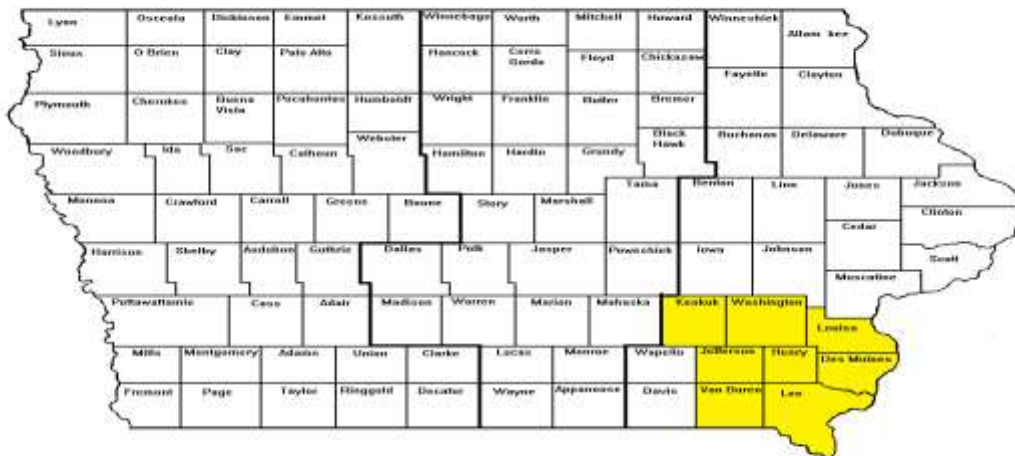 Lyon Osceola Dickinson Emmet Kossuth Winnebago Worth Mitchell Howard Winneshiek
Allam kee
Sioux O Brien Clay Palo Alto Hancock Cerro Gordo Floyd Chickasaw
Fayette Clayton
Plymouth Cherokee Buena Vista Pocahontas Humboldt Wright Franklin Butler Bremer
Webster Black Hawk Buchanan Delaware Dubuque
Woodbury Ida Sac Calhoun Hamilton Hardin Grundy
Tama Benton Linn Jones Jackson
Monona Crawford Carroll Greene Boone Story Marshall
Clinton
Cedar
Harrison Shelby Audubon Guthrie Dallas Polk Jasper Poweshiek Iowa Johnson
Scott
Muscatine
Pottawattamie Cass Adair Madison Warren Marion Mahaska Keokuk Washington
Louisa
Mills Montgomery Adams Union Clarke Lucas Monroe Wapello Jefferson Henry
Des Moines
Fremont Page Taylor Ringgold Decatur Wayne Appanoose Davis Van Buren Lee